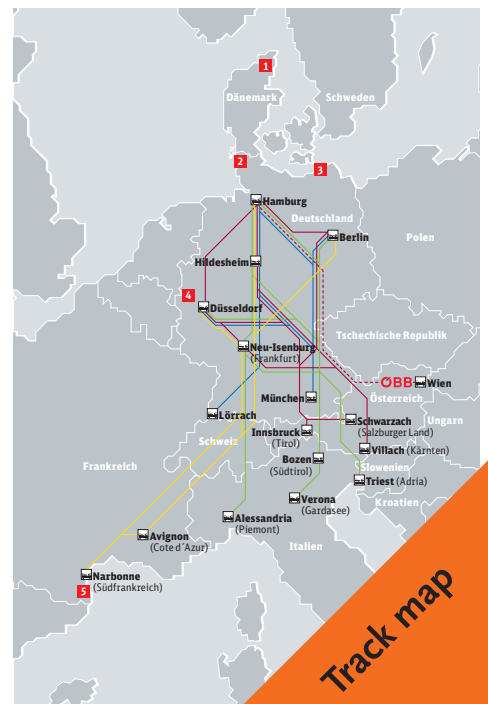 1
Dänemark
Schweden
2
3
Hamburg
Deutschland
Berlin
Polen
Hildesheim
4
Düsseldorf
Tschechische Republik
Neu-Isenburg
(Frankfurt)
ÖBB Wien
Österreich
München
Lörrach
Ungarn
Schwarzach
(Salzburger Land)
Innsbruck
(Tirol)
Schweiz
Villach (Kärnten)
Bozen
(Südtirol)
Slowenien
Frankreich
Triest (Adria)
Verona
(Gardasee)
Kroatien
Alessandria
(Piemont)
Avignon
(Cote d´Azur)
Italien
Narbonne
(Südfrankreich)
5
Track map